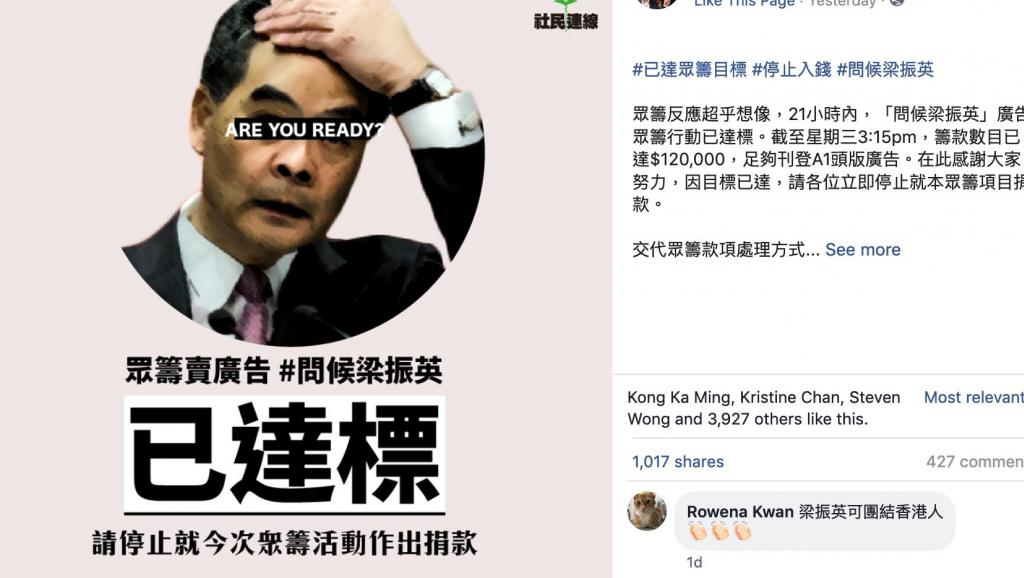 社民連線
ARE YOU READY?
眾籌賣廣告 #問候梁振英
已達標
請停止就今次眾籌活動作出捐款
Like This Page · Yesterday ·
#已達眾籌目標 #停止入錢 #問候梁振英
眾籌反應超乎想像，21小時內，「問候梁振英」廣告
眾籌行動已達標。截至星期三3:15pm，籌款數目已
達$120,000，足夠刊登A1頭版廣告。在此感謝大家
努力，因目標已達，請各位立即停止就本眾籌項目捐
款。
交代眾籌款項處理方式... See more
Kong Ka Ming, Kristine Chan, Steven
Wong and 3,927 others like this.
Most relevant
1,017 shares
427 commen
Rowena Kwan 梁振英可團結香港人
👏🏻👏🏻👏🏻
1d